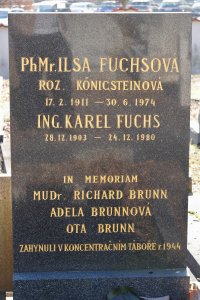 PhMr. ILSA FUCHSOVÁ
ROZ. KÖNIGSTEINOVÁ
17. 2. 1911 — 30. 6. 1974
ING. KAREL FUCHS
28. 12. 1903 — 24. 12. 1980
IN MEMORIAM
MUDr RICHARD BRUNN
ADELA BRUNNOVÁ
OTA BRUNN
ZAHYNULI V KONCENTRAČNÍM TÁBOŘE r. 1944